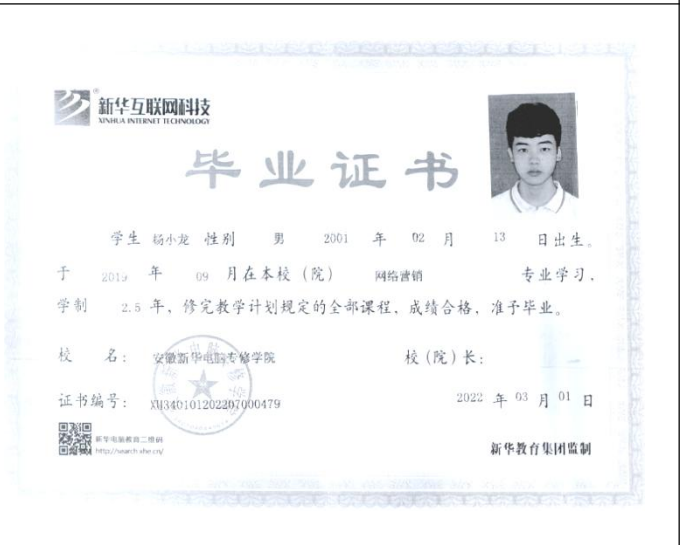 新华互联网科技
XINHUA INTERNET TECHNOLOGY
毕业证书
学生 杨小龙 性别 男 2001 年 02 月 13 日出生。
于 2019 年 09 月在本校(院) 网络营销 专业学习、
学制 2.5 年,修完教学计划规定的全部课程,成绩合格,准予毕业。
校 名: 安徽新华电脑专修学院 校(院)长:
证书编号: XH340101202207000479 2022 年 03 月 01 日
新华电脑教育二维码
http://search.xhe.cn/
新华教育集团监制